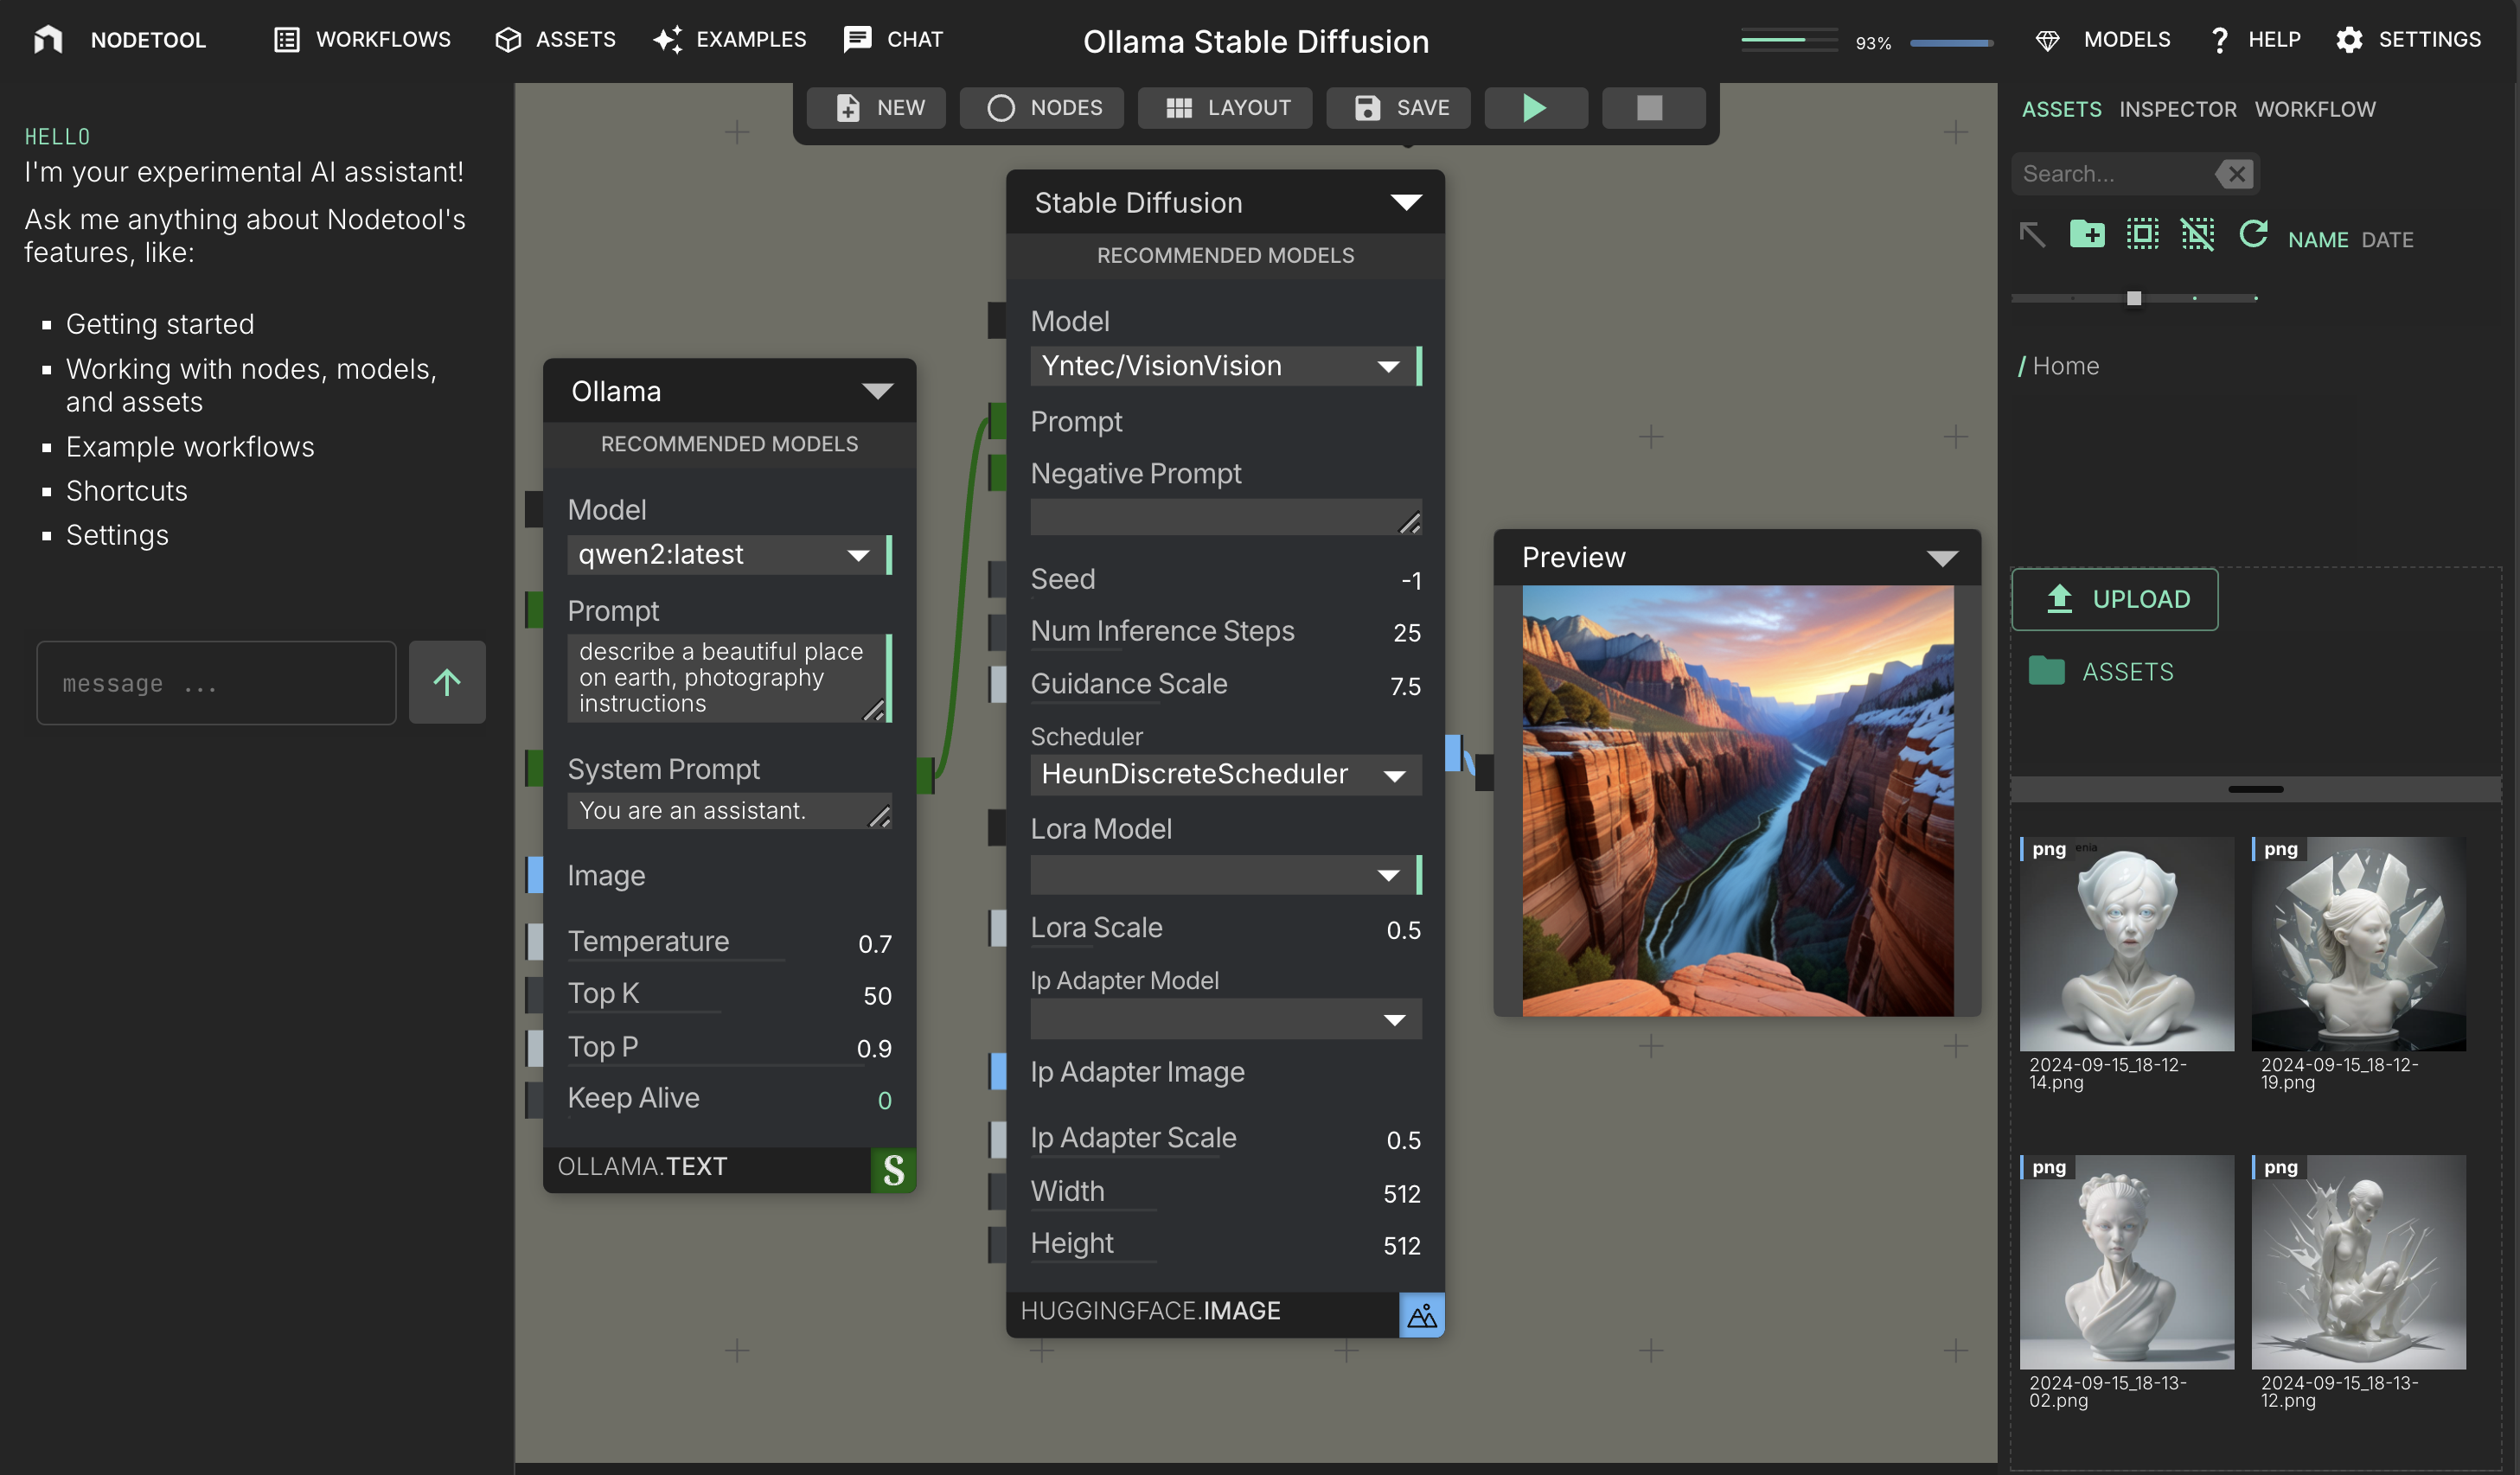 NODETOOL
WORKFLOWS
ASSETS
EXAMPLES
CHAT
Ollama Stable Diffusion
93%
MODELS
HELP
SETTINGS
HELLO
I'm your experimental AI assistant!
Ask me anything about Nodetool's
features, like:
Getting started
Working with nodes, models,
and assets
Example workflows
Shortcuts
Settings
message ...
NEW
NODES
LAYOUT
SAVE
Ollama
RECOMMENDED MODELS
Model
qwen2:latest
Prompt
describe a beautiful place
on earth, photography
instructions
System Prompt
You are an assistant.
Image
Temperature 0.7
Top K 50
Top P 0.9
Keep Alive 0
OLLAMA.TEXT
S
Stable Diffusion
RECOMMENDED MODELS
Model
Yntec/VisionVision
Prompt
Negative Prompt
Seed -1
Num Inference Steps 25
Guidance Scale 7.5
Scheduler
HeunDiscreteScheduler
Lora Model
Lora Scale 0.5
Ip Adapter Model
Ip Adapter Image
Ip Adapter Scale 0.5
Width 512
Height 512
HUGGINGFACE.IMAGE
Preview
ASSETS INSPECTOR WORKFLOW
Search...
NAME DATE
/ Home
UPLOAD
ASSETS
png enia
2024-09-15_18-12-
14.png
png
2024-09-15_18-12-
19.png
png
2024-09-15_18-13-
02.png
png
2024-09-15_18-13-
12.png